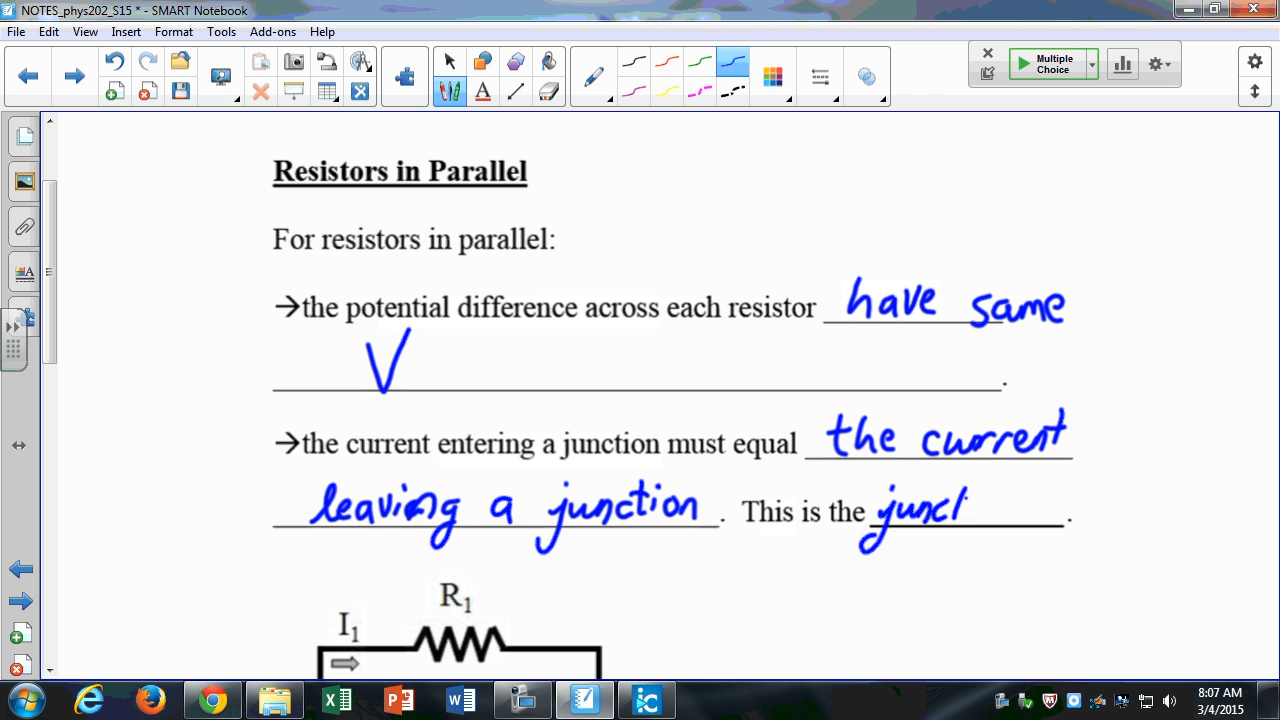 NOTES_phys202_S15 * - SMART Notebook
File Edit View Insert Format Tools Add-ons Help
Multiple
Choice
Resistors in Parallel
For resistors in parallel:
→the potential difference across each resistor have same
V.
→the current entering a junction must equal the current
leaving a junction. This is the junct.
R₁
I₁
8:07 AM
3/4/2015